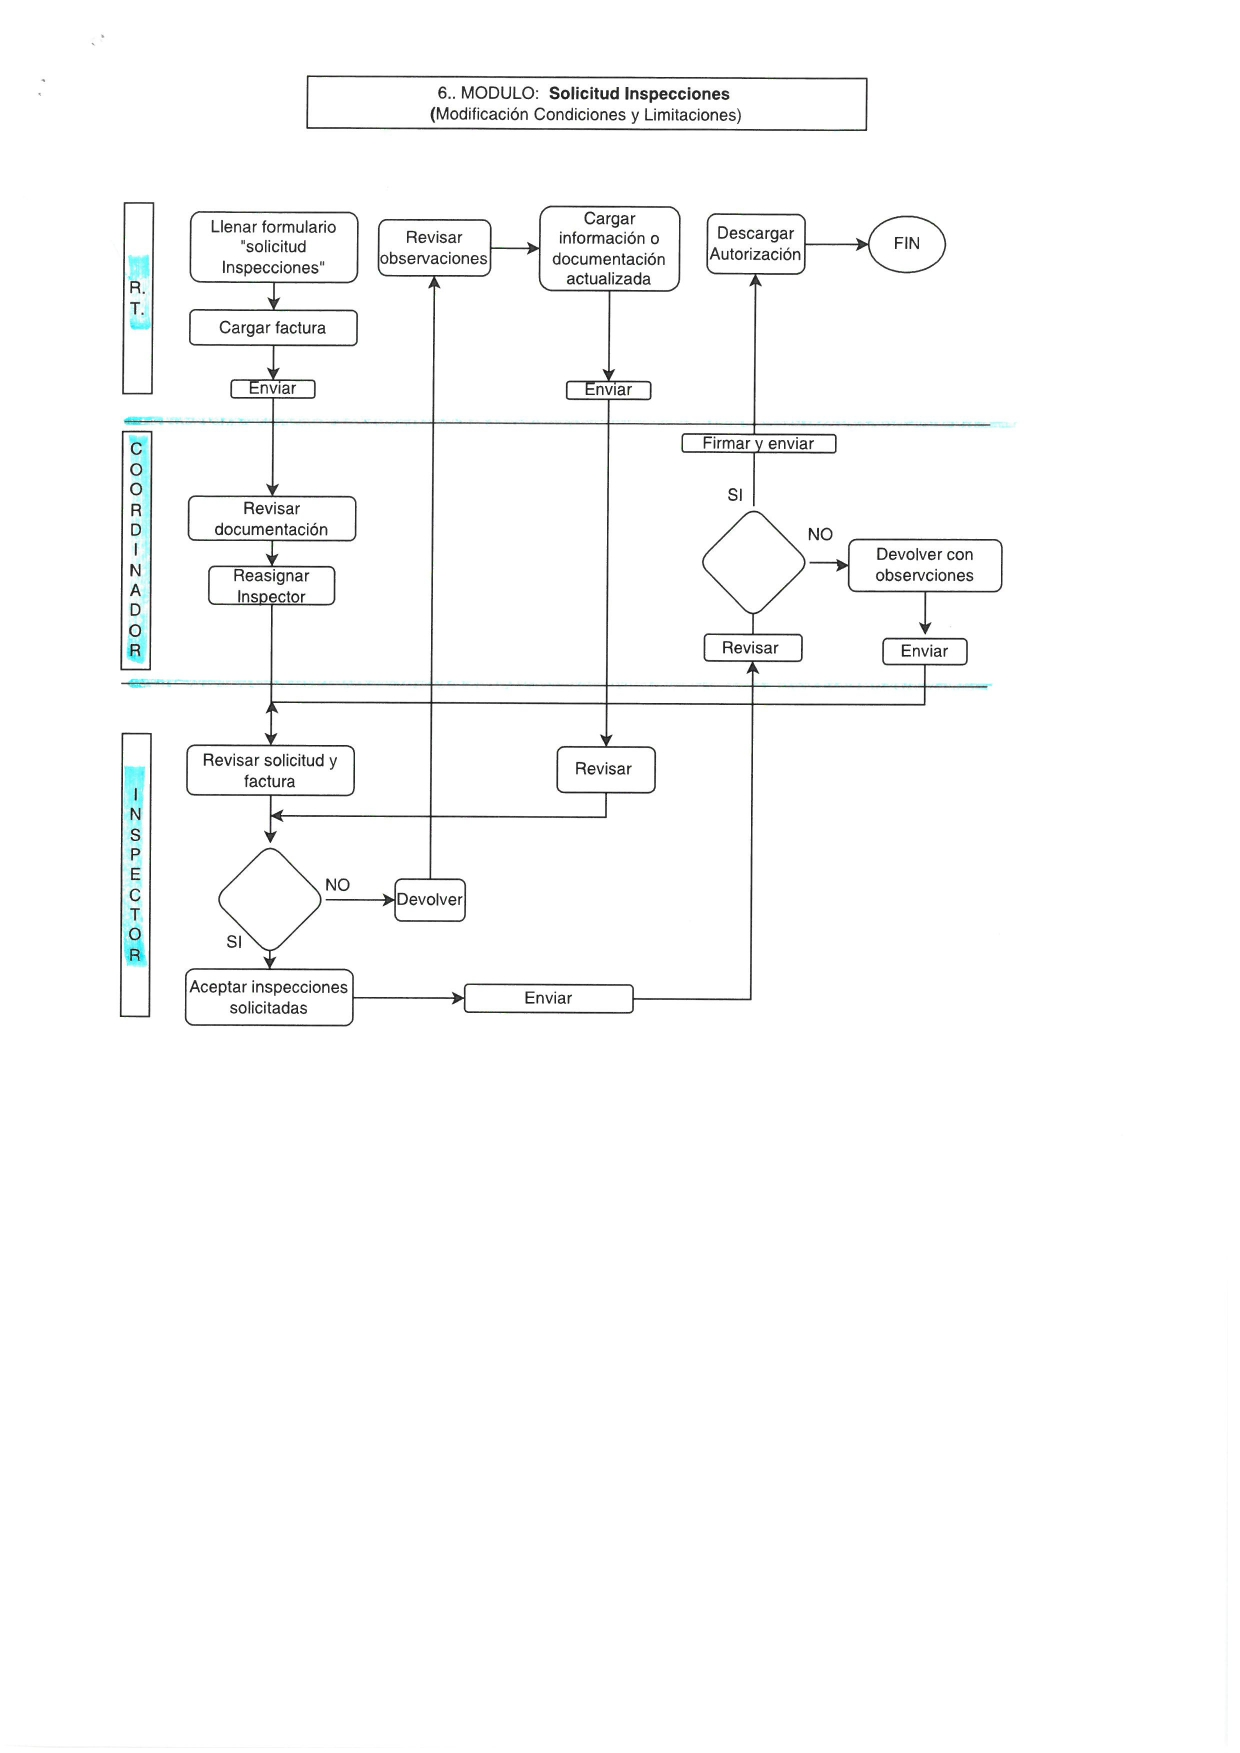 6.. MODULO: Solicitud Inspecciones
(Modificación Condiciones y Limitaciones)
R.
T.
Llenar formulario
"solicitud
Inspecciones"
Cargar factura
Enviar
Revisar
observaciones
Cargar
información o
documentación
actualizada
Enviar
Descargar
Autorización
FIN
C
O
O
R
D
I
N
A
D
O
R
Revisar
documentación
Reasignar
Inspector
Firmar y enviar
SI
NO
Devolver con
observciones
Revisar
Enviar
I
N
S
P
E
C
T
O
R
Revisar solicitud y
factura
Revisar
NO
Devolver
SI
Aceptar inspecciones
solicitadas
Enviar